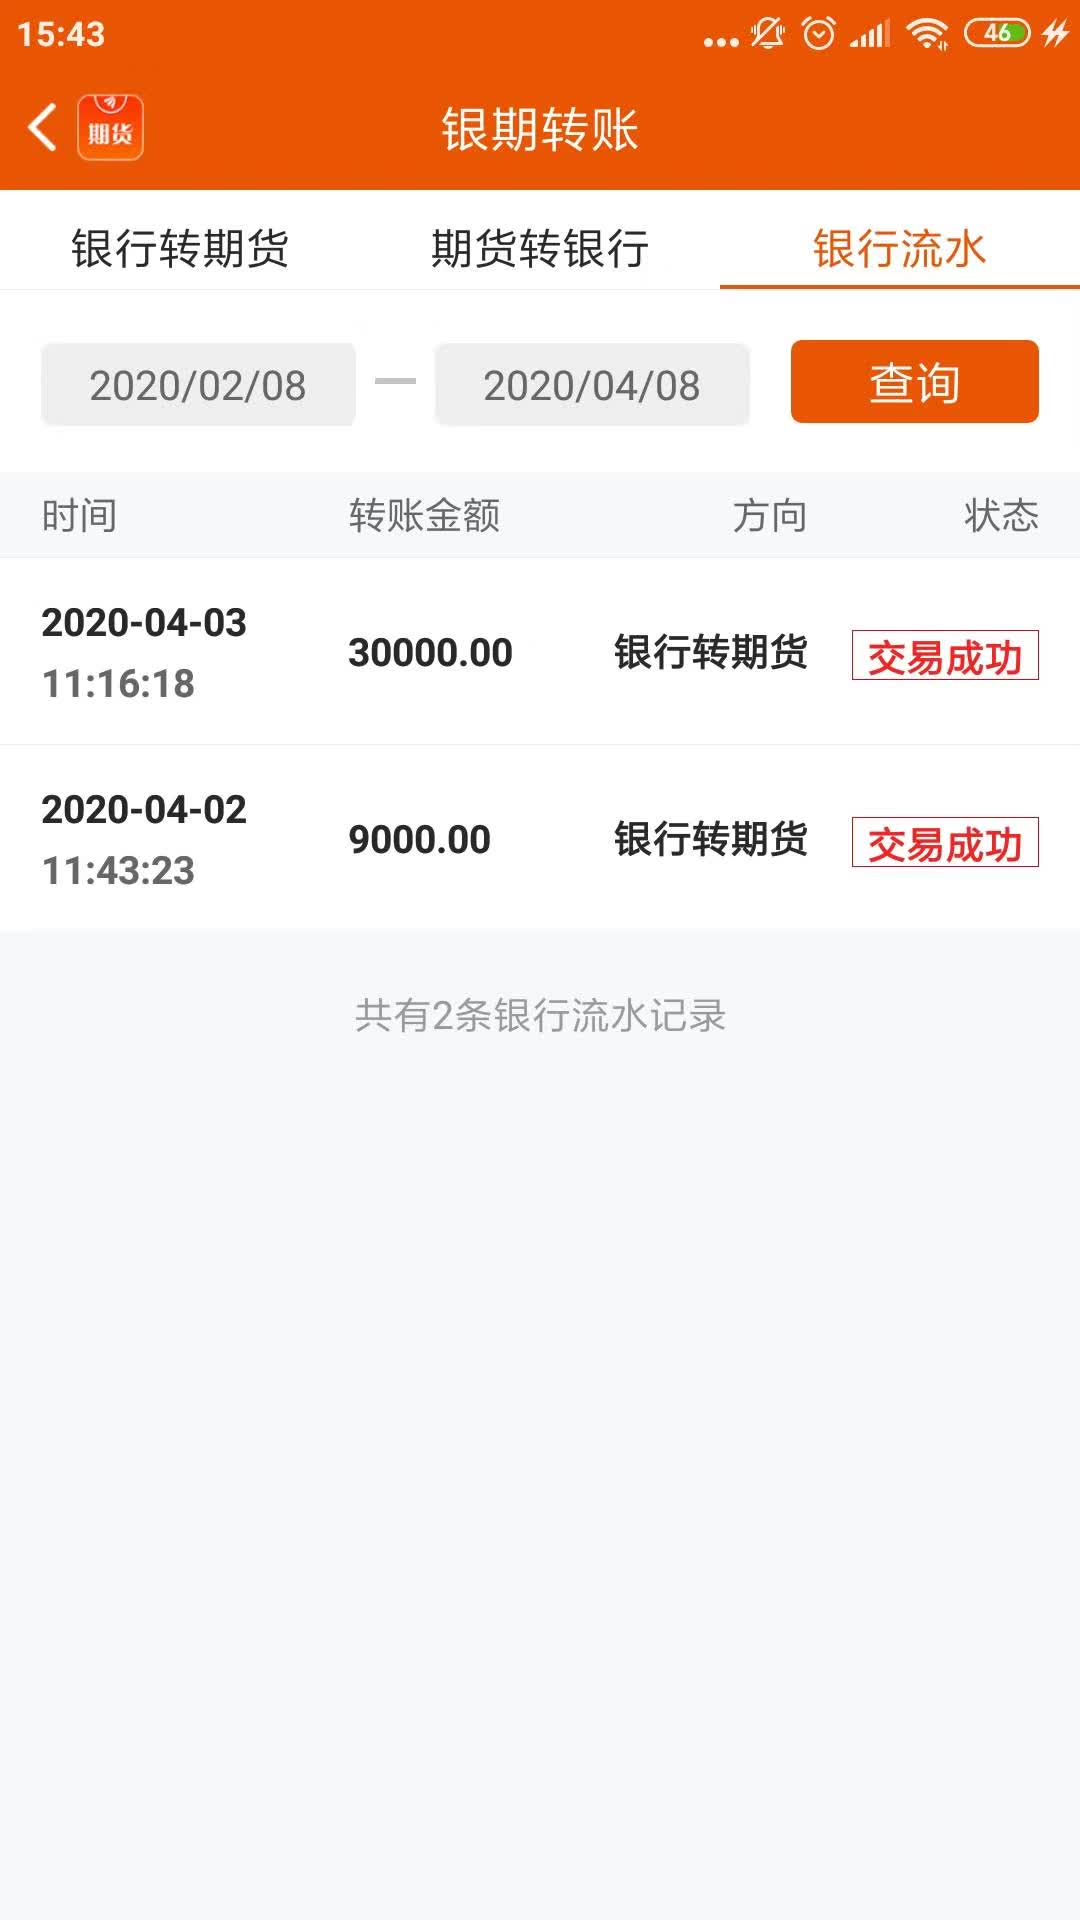 15:43
46
期货
银期转账
银行转期货 期货转银行 银行流水
2020/02/08 — 2020/04/08 查询
时间 转账金额 方向 状态
2020-04-03
11:16:18
30000.00 银行转期货 交易成功
2020-04-02
11:43:23
9000.00 银行转期货 交易成功
共有2条银行流水记录